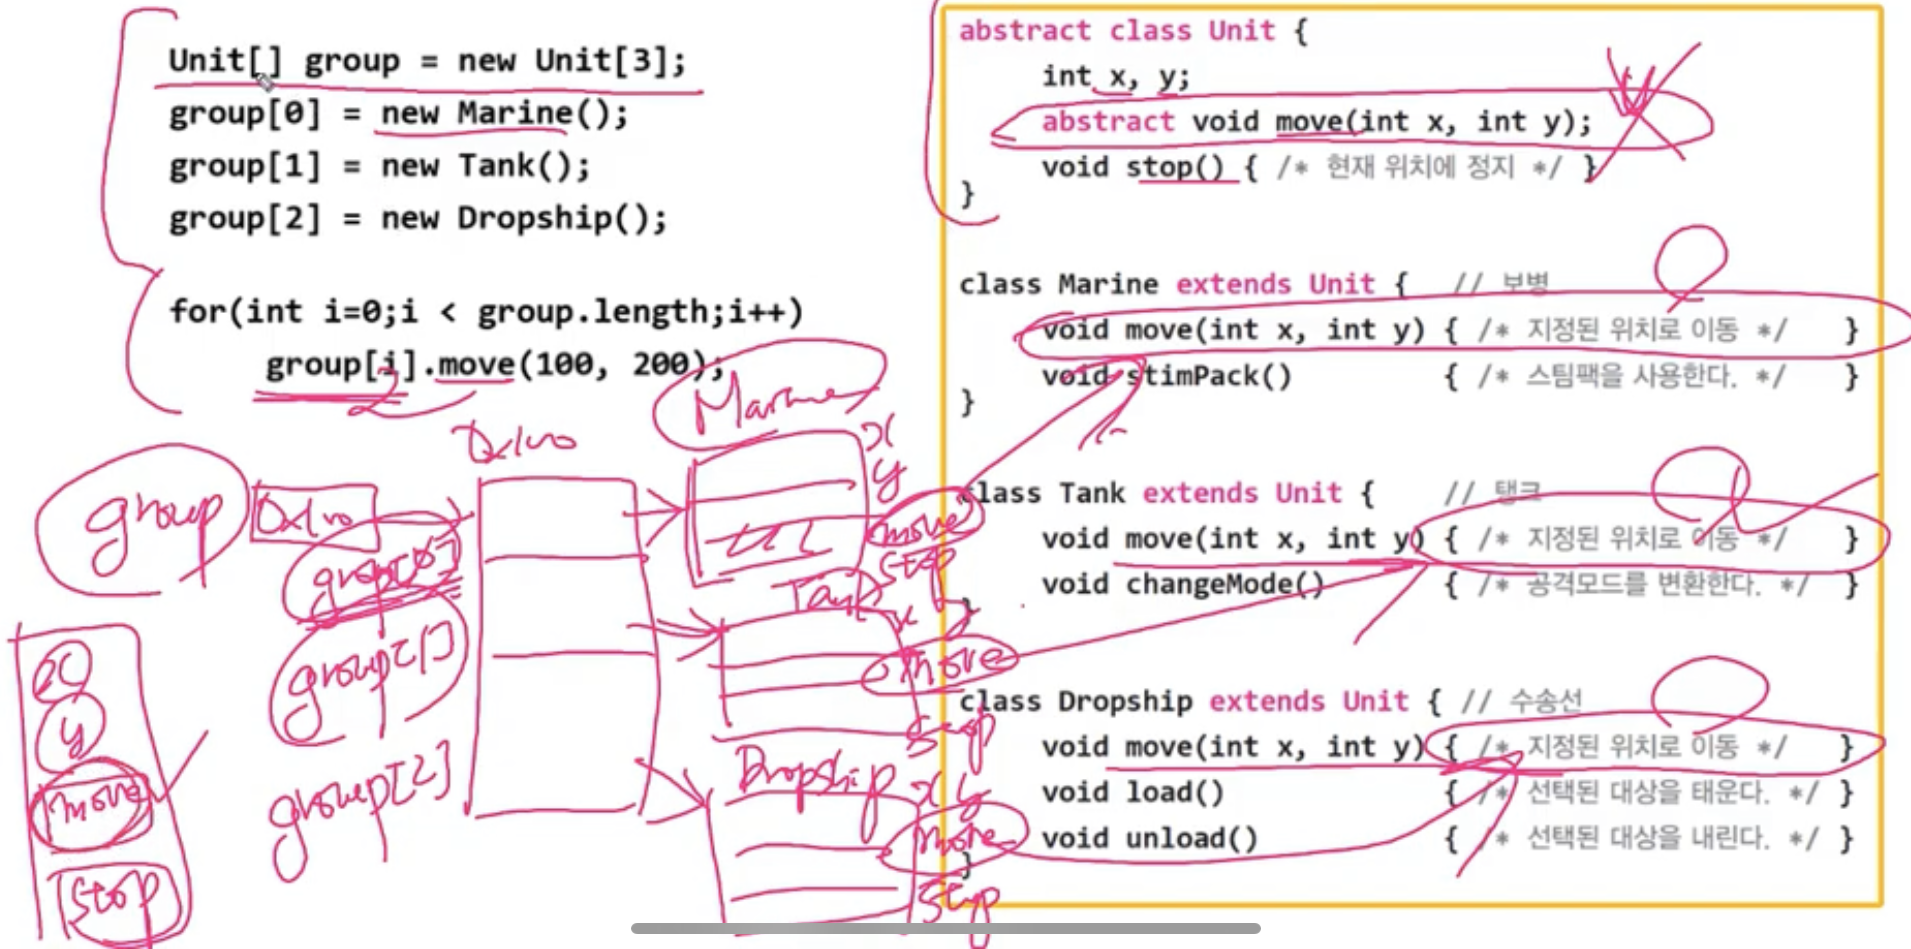 Unit[] group = new Unit[3];
group[0] = new Marine();
group[1] = new Tank();
group[2] = new Dropship();
for(int i=0;i < group.length;i++)
group[i].move(100, 200);
abstract class Unit {
int x, y;
abstract void move(int x, int y);
void stop() { /* 현재 위치에 정지 */ }
}
class Marine extends Unit { // 보병
void move(int x, int y) { /* 지정된 위치로 이동 */ }
void stimPack() { /* 스팀팩을 사용한다. */ }
}
class Tank extends Unit { // 탱크
void move(int x, int y) { /* 지정된 위치로 이동 */ }
void changeMode() { /* 공격모드를 변환한다. */ }
}
class Dropship extends Unit { // 수송선
void move(int x, int y) { /* 지정된 위치로 이동 */ }
void load() { /* 선택된 대상을 태운다. */ }
void unload() { /* 선택된 대상을 내린다. */ }
}
2
0x100
group
0x100
group[0]
group[1]
group[2]
Marine
x
y
move
stop
Tank
x
y
move
stop
Dropship
x y
move
stop
x
y
move
stop